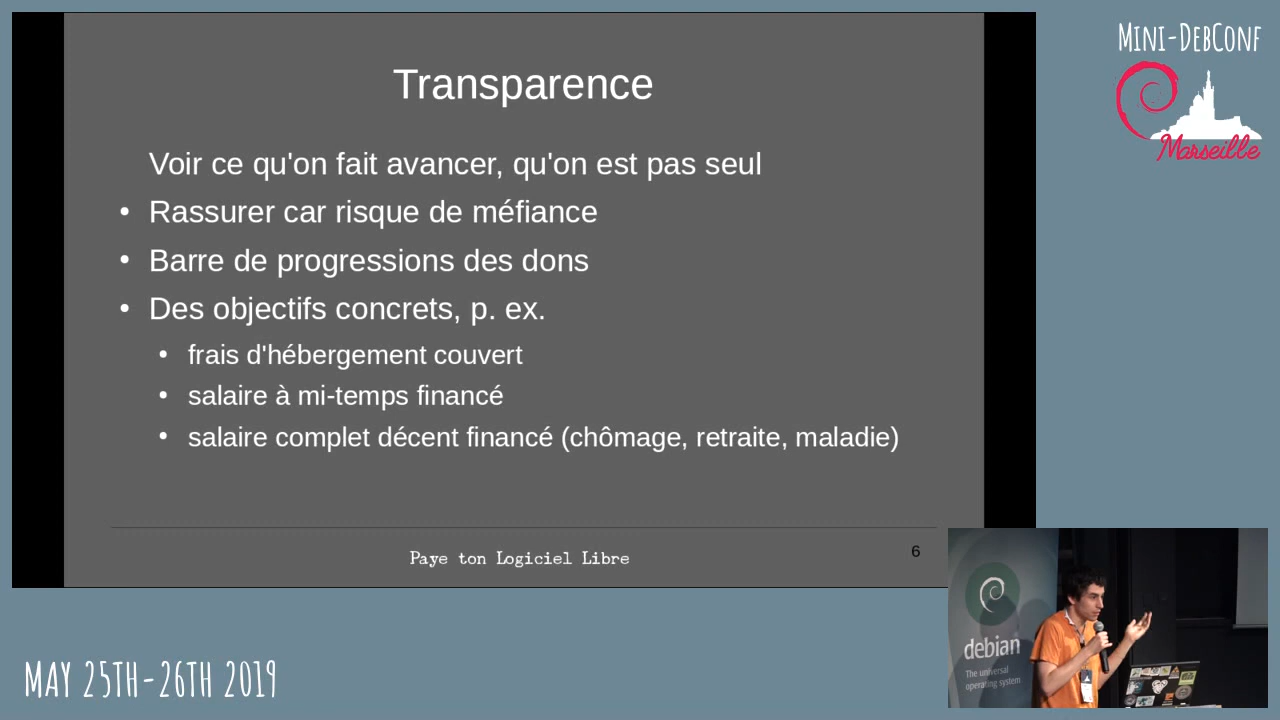 Mini-DebConf
Marseille
Transparence
Voir ce qu'on fait avancer, qu'on est pas seul
• Rassurer car risque de méfiance
• Barre de progressions des dons
• Des objectifs concrets, p. ex.
• frais d'hébergement couvert
• salaire à mi-temps financé
• salaire complet décent financé (chômage, retraite, maladie)
Paye ton Logiciel Libre
6
debian
The universal
operating system
MAY 25TH-26TH 2019